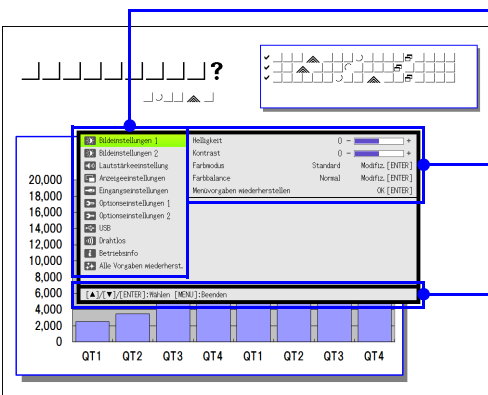 ?
Bildeinstellungen 1
Bildeinstellungen 2
Lautstärkeeinstellung
Anzeigeeinstellungen
Eingangseinstellungen
Optionseinstellungen 1
Optionseinstellungen 2
USB
Drahtlos
Betriebsinfo
Alle Vorgaben wiederherst.
Helligkeit 0 - +
Kontrast 0 - +
Farbmodus Standard Modifiz.[ENTER]
Farbbalance Normal Modifiz.[ENTER]
Menüvorgaben wiederherstellen OK[ENTER]
[▲]/[▼]/[ENTER]:Wählen [MENU]:Beenden
20,000
18,000
16,000
14,000
12,000
10,000
8,000
6,000
4,000
2,000
0
QT1 QT2 QT3 QT4 QT1 QT2 QT3 QT4